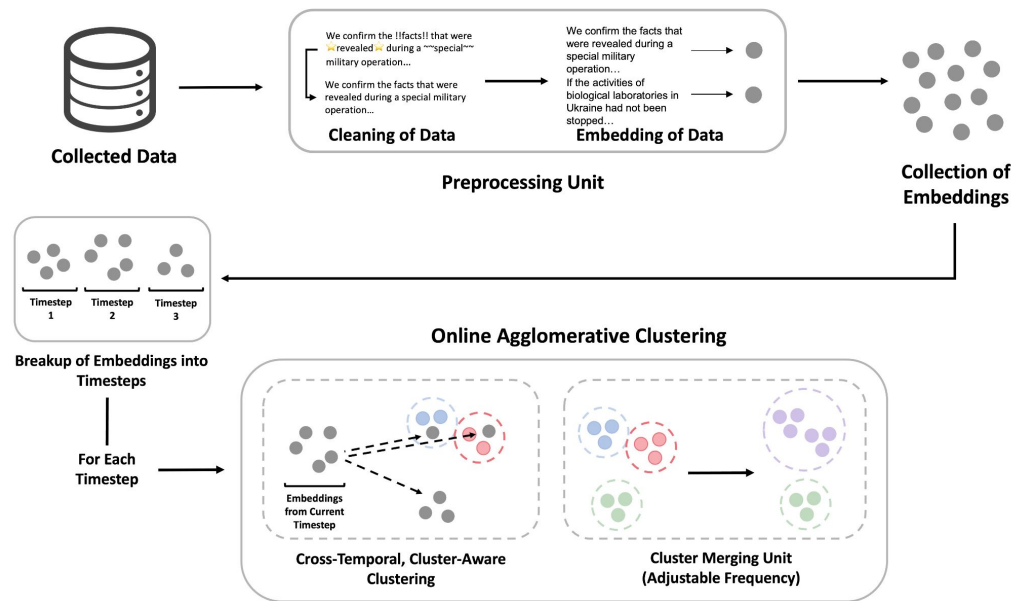 We confirm the !!facts!! that were
⭐revealed⭐ during a ~~special~~
military operation...
We confirm the facts that were
revealed during a special military
operation...
Cleaning of Data
We confirm the facts that
were revealed during a
special military
operation...
If the activities of
biological laboratories in
Ukraine had not been
stopped...
Embedding of Data
Collected Data
Preprocessing Unit
Collection of
Embeddings
Timestep
1
Timestep
2
Timestep
3
Breakup of Embeddings into
Timesteps
For Each
Timestep
Online Agglomerative Clustering
Embeddings
from Current
Timestep
Cross-Temporal, Cluster-Aware
Clustering
Cluster Merging Unit
(Adjustable Frequency)